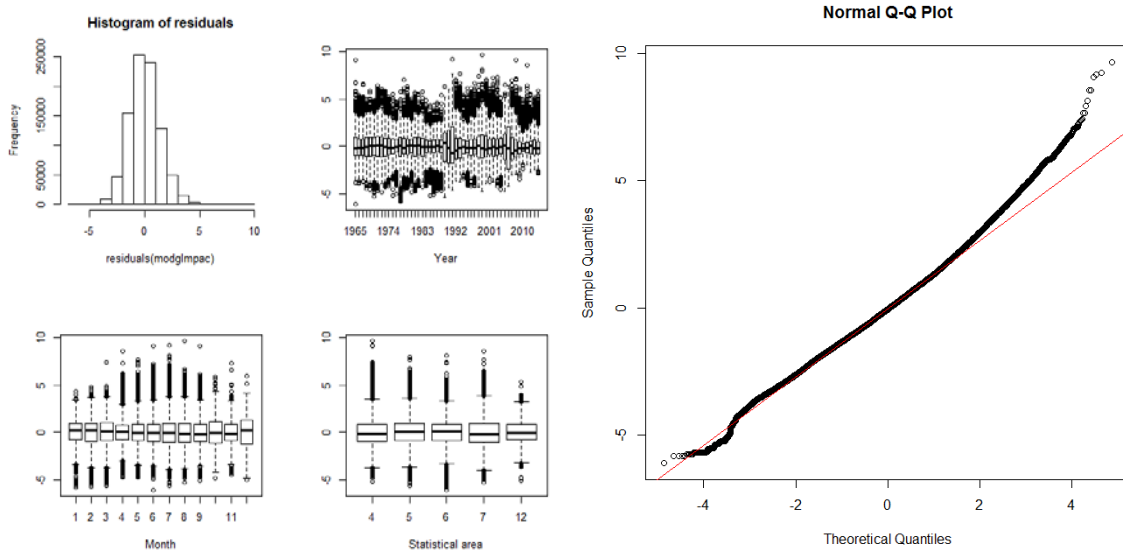 Histogram of residuals
Frequency
0 50000 150000 250000
-5 0 5 10
residuals(modglmpac)
-5 0 5 10
1965 1974 1983 1992 2001 2010
Year
-5 0 5 10
1 2 3 4 5 6 7 8 9 11
Month
-5 0 5 10
4 5 6 7 12
Statistical area
Normal Q-Q Plot
Sample Quantiles
-5 0 5 10
-4 -2 0 2 4
Theoretical Quantiles